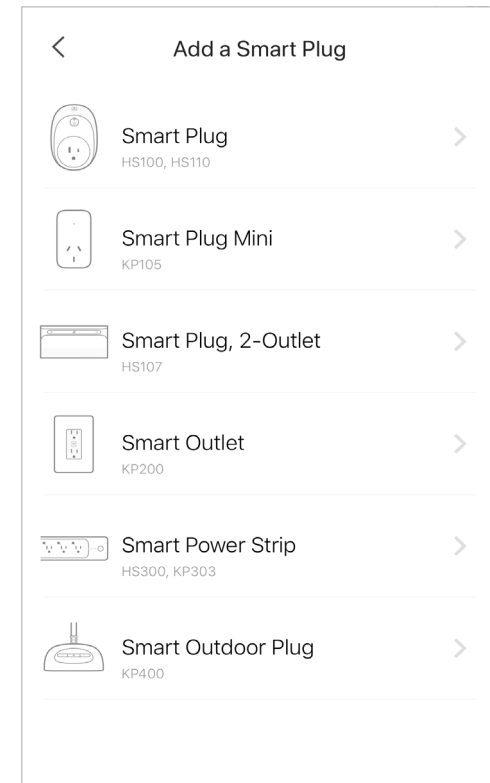 Add a Smart Plug
Smart Plug
HS100, HS110
Smart Plug Mini
KP105
Smart Plug, 2-Outlet
HS107
Smart Outlet
KP200
Smart Power Strip
HS300, KP303
Smart Outdoor Plug
KP400